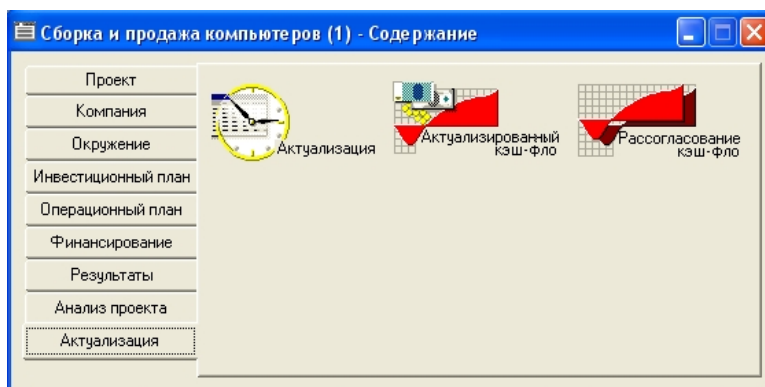 Сборка и продажа компьютеров (1) - Содержание
Проект
Компания
Окружение
Инвестиционный план
Операционный план
Финансирование
Результаты
Анализ проекта
Актуализация
Актуализация
Актуализированный
кэш-фло
Рассогласование
кэш-фло